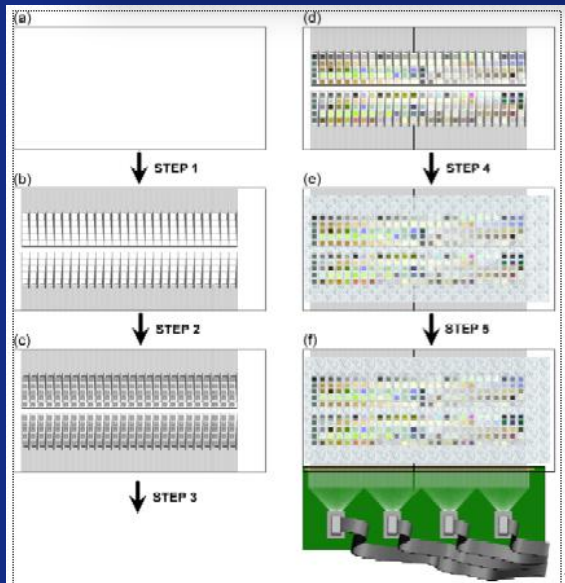 (a)
STEP 1
(b)
STEP 2
(c)
STEP 3
(d)
STEP 4
(e)
STEP 5
(f)